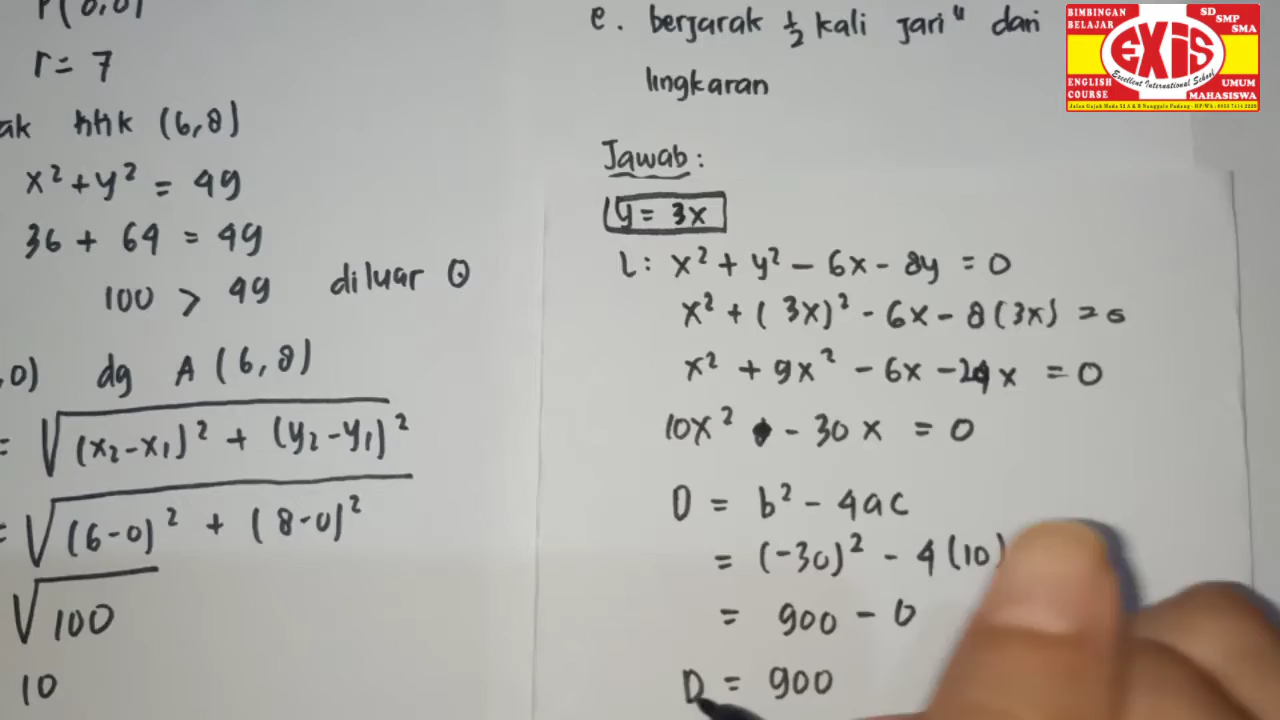 r = 7
(6,8)
x² + y² = 49
36 + 64 = 49
100 > 49 diluar
dg A (6,8)
= √(x₂-x₁)² + (y₂-y₁)²
= √(6-0)² + (8-0)²
√100
10
e. berjarak ½ kali jari" dari
lingkaran
Jawab:
y = 3x
L: x² + y² - 6x - 8y = 0
x² + (3x)² - 6x - 8(3x) = 0
x² + 9x² - 6x - 24x = 0
10x² - 30x = 0
D = b² - 4ac
= (-30)² - 4(10)
= 900 - 0
D = 900
BIMBINGAN BELAJAR
SD SMP SMA
EXIS
Excellent International School
ENGLISH COURSE
UMUM MAHASISWA